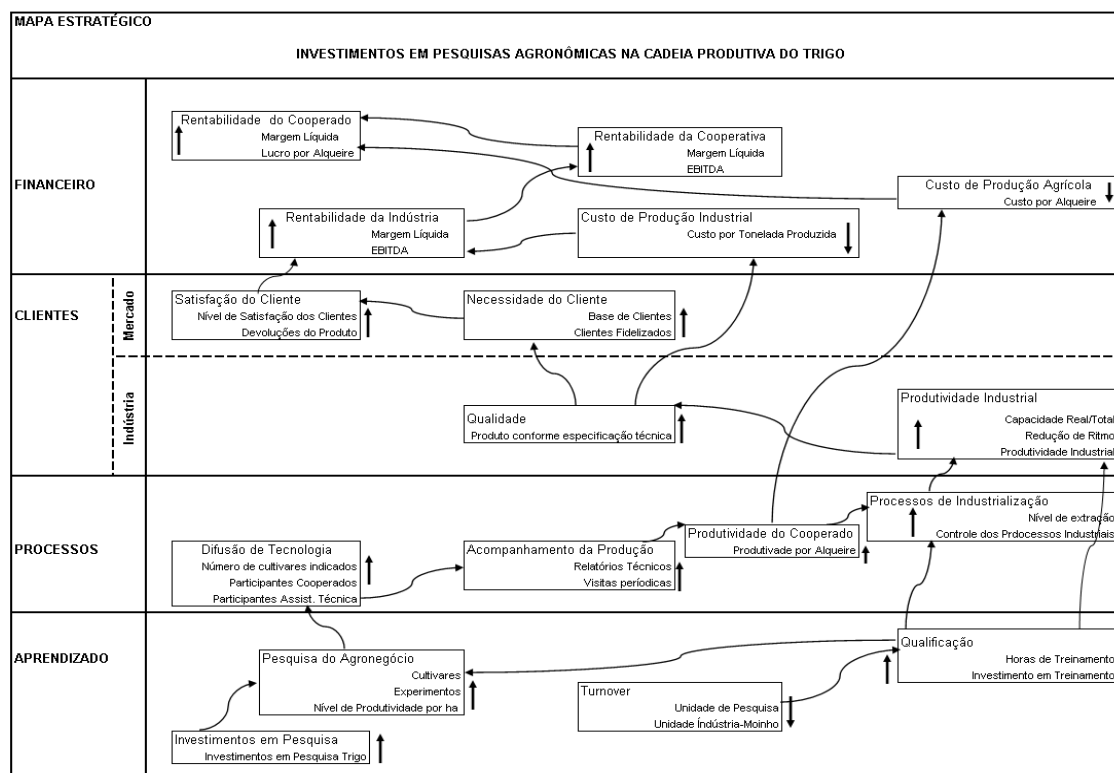 MAPA ESTRATÉGICO
INVESTIMENTOS EM PESQUISAS AGRONÔMICAS NA CADEIA PRODUTIVA DO TRIGO
FINANCEIRO
Rentabilidade do Cooperado
Margem Líquida
Lucro por Alqueire
Rentabilidade da Cooperativa
Margem Líquida
EBITDA
Custo de Produção Agrícola
Custo por Alqueire
Rentabilidade da Indústria
Margem Líquida
EBITDA
Custo de Produção Industrial
Custo por Tonelada Produzida
CLIENTES
Mercado
Satisfação do Cliente
Nível de Satisfação dos Clientes
Devoluções do Produto
Necessidade do Cliente
Base de Clientes
Clientes Fidelizados
Indústria
Qualidade
Produto conforme especificação técnica
Produtividade Industrial
Capacidade Real/Total
Redução de Ritmo
Produtividade Industrial
PROCESSOS
Difusão de Tecnologia
Número de cultivares indicados
Participantes Cooperados
Participantes Assist. Técnica
Acompanhamento da Produção
Relatórios Técnicos
Visitas periódicas
Produtividade do Cooperado
Produtivade por Alqueire
Processos de Industrialização
Nível de extração
Controle dos Prdocessos Industriais
APRENDIZADO
Pesquisa do Agronegócio
Cultivares
Experimentos
Nível de Produtividade por ha
Turnover
Unidade de Pesquisa
Unidade Índústria-Moinho
Qualificação
Horas de Treinamento
Investimento em Treinamento
Investimentos em Pesquisa
Investimentos em Pesquisa Trigo